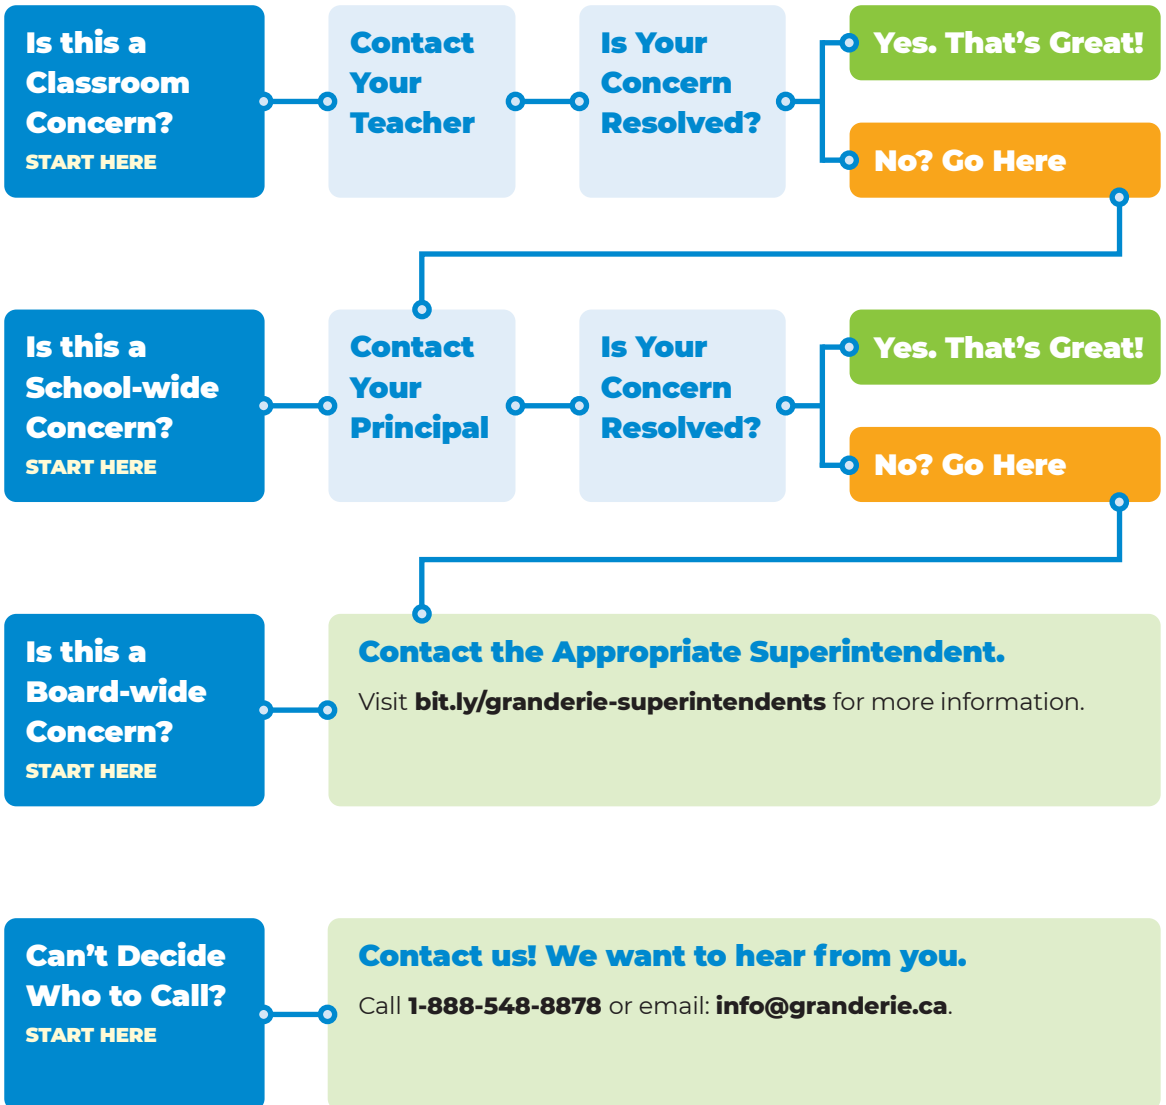 Is this a
Classroom
Concern?
START HERE
Contact
Your
Teacher
Is Your
Concern
Resolved?
Yes. That's Great!
No? Go Here
Is this a
School-wide
Concern?
START HERE
Contact
Your
Principal
Is Your
Concern
Resolved?
Yes. That's Great!
No? Go Here
Is this a
Board-wide
Concern?
START HERE
Contact the Appropriate Superintendent.
Visit bit.ly/granderie-superintendents for more information.
Can't Decide
Who to Call?
START HERE
Contact us! We want to hear from you.
Call 1-888-548-8878 or email: info@granderie.ca.